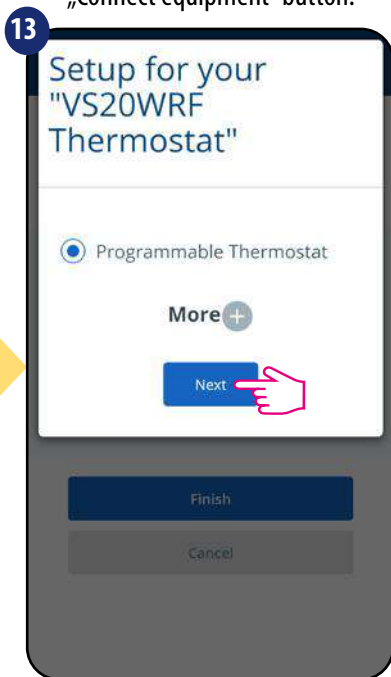 „Connect equipment" button.
13
Setup for your
"VS20WRF
Thermostat"
Programmable Thermostat
More +
Next
Finish
Cancel